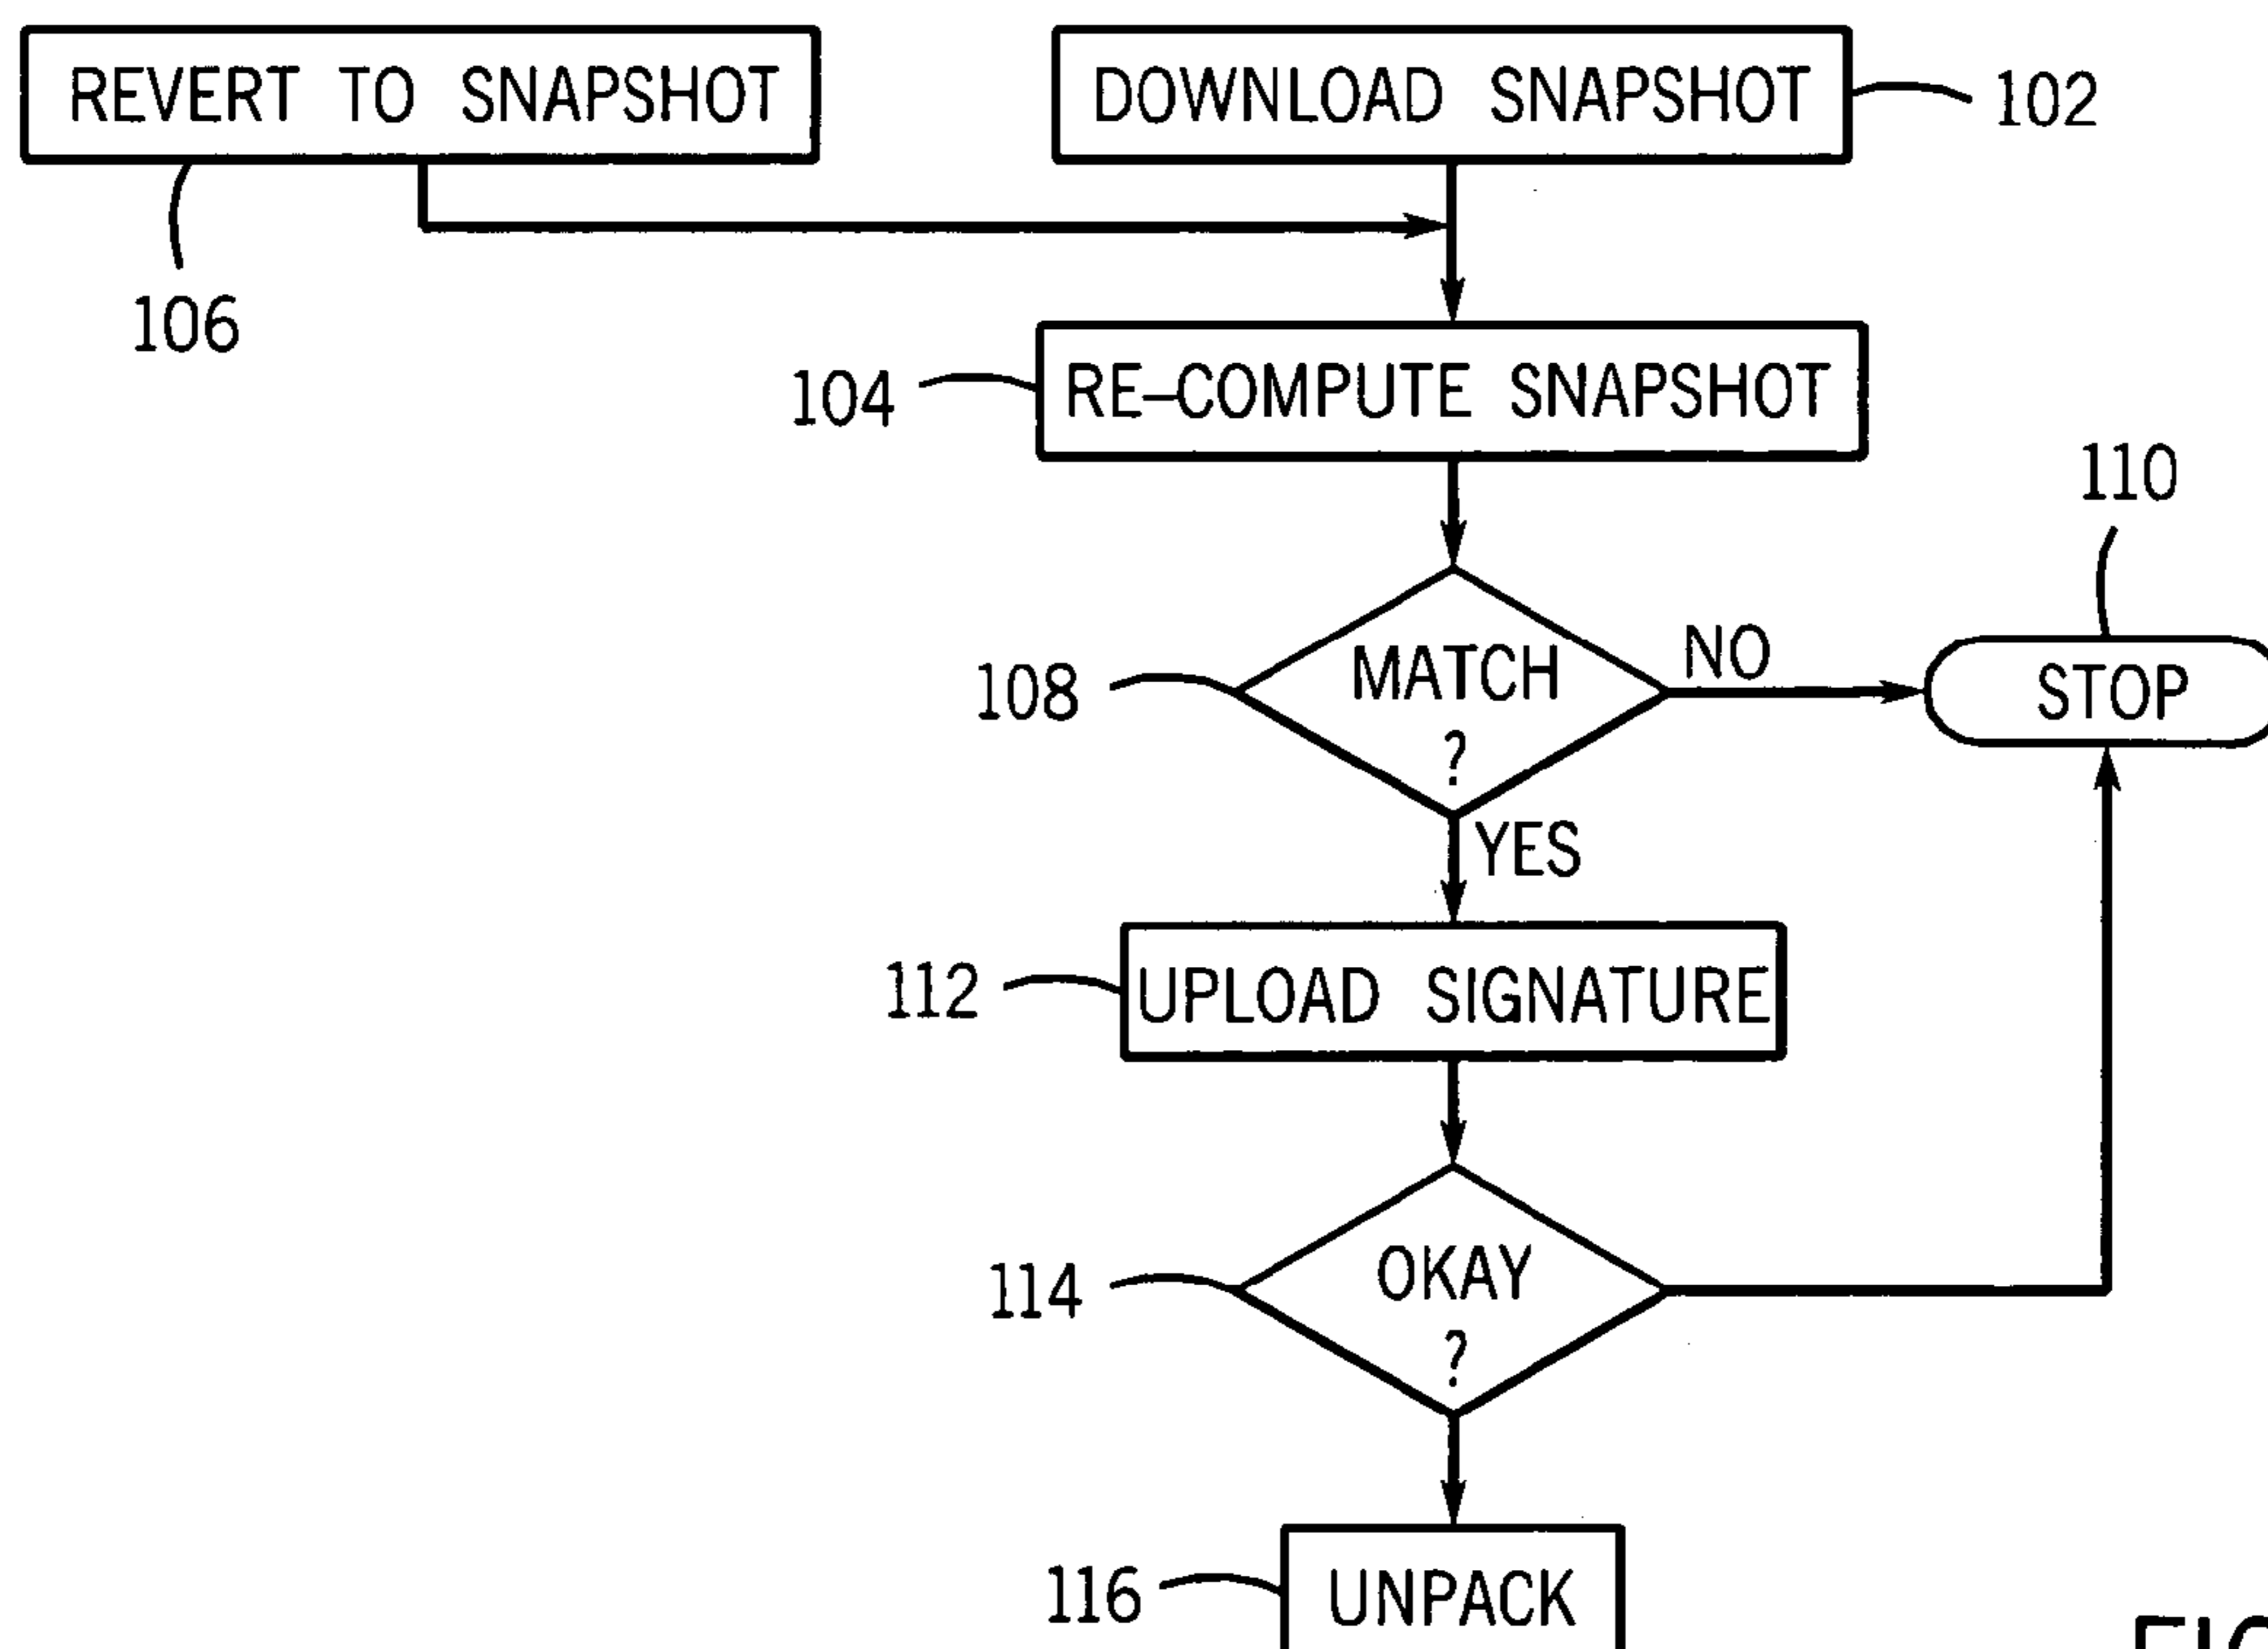 REVERT TO SNAPSHOT
DOWNLOAD SNAPSHOT
102
106
104
RE-COMPUTE SNAPSHOT
110
108
MATCH
?
NO
STOP
YES
112
UPLOAD SIGNATURE
114
OKAY
?
116
UNPACK